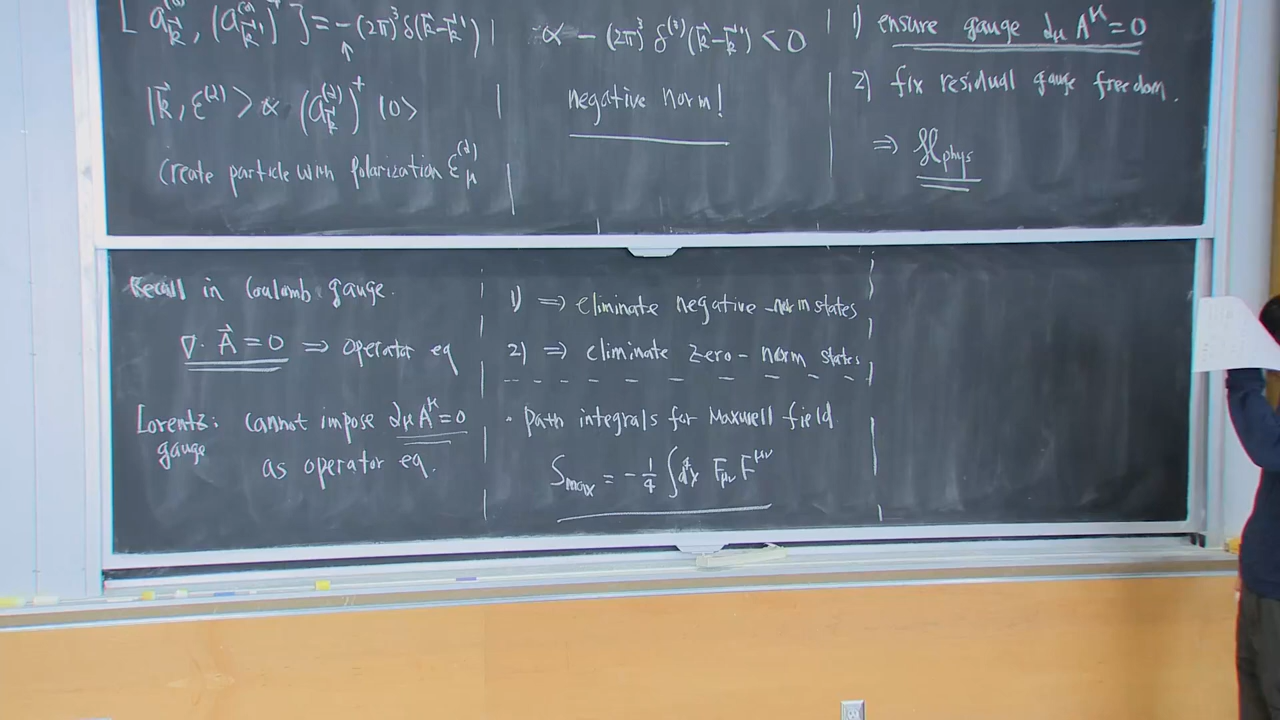 [ a_k⃗^(α), (a_k⃗'^(α))^† ] = -(2π)³ δ(k⃗-k⃗')
|k⃗, ε^(α)> ∝ (a_k⃗^(α))^† |0>
Create particle with polarization ε_μ^(α)
∝ - (2π)³ δ^(3)(k⃗-k⃗') < 0
negative norm!
1) ensure gauge ∂_μ A^μ = 0
2) fix residual gauge freedom.
⇒ ℋ_phys
Recall in Coulomb gauge.
∇· A⃗ = 0 ⇒ operator eq
Lorentz: cannot impose ∂_μ A^μ = 0
gauge as operator eq.
1) ⇒ eliminate negative-norm states
2) ⇒ eliminate Zero-norm states
· Path integrals for Maxwell field
S_max = -1/4 ∫d⁴x F_μν F^μν